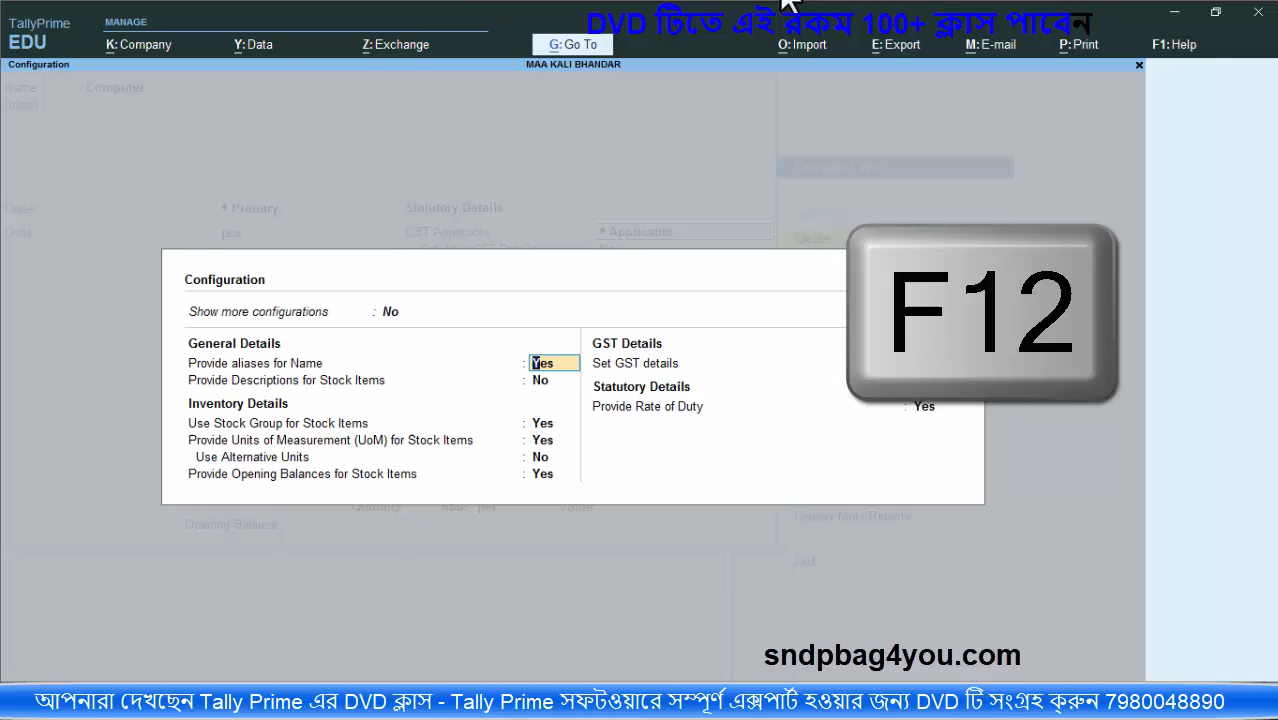 TallyPrime
EDU
MANAGE
K: Company
Y: Data
Z: Exchange
G: Go To
O: Import
E: Export
M: E-mail
P: Print
F1: Help
DVD টিতে এই রকম 100+ ক্লাস পাবেন
Configuration
MAA KALI BHANDAR
Name
(alias)
Computer
Under
Primary
Units
pcs
Statutory Details
GST Applicable
Applicable
Create
Configuration
Show more configurations : No
General Details
Provide aliases for Name : Yes
Provide Descriptions for Stock Items : No
Inventory Details
Use Stock Group for Stock Items : Yes
Provide Units of Measurement (UoM) for Stock Items : Yes
Use Alternative Units : No
Provide Opening Balances for Stock Items : Yes
GST Details
Set GST details
Statutory Details
Provide Rate of Duty : Yes
F12
Quantity
Rate per
Value
Opening Balance
Display More Reports
Quit
sndpbag4you.com
আপনারা দেখছেন Tally Prime এর DVD ক্লাস - Tally Prime সফটওয়ারে সম্পূর্ণ এক্সপার্ট হওয়ার জন্য DVD টি সংগ্রহ করুন 7980048890